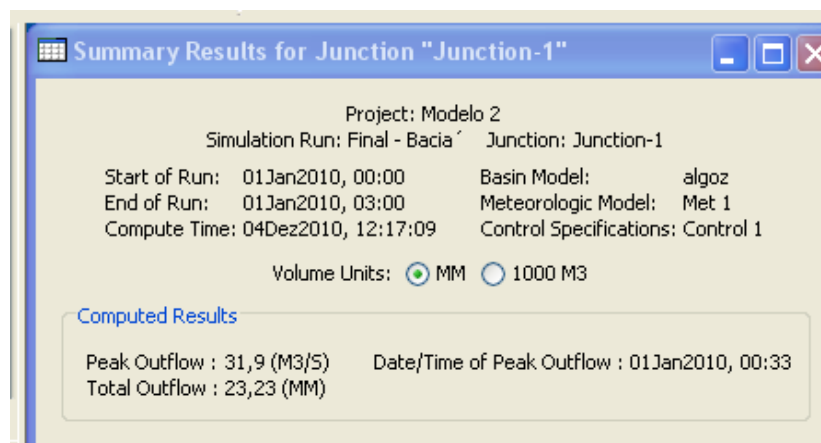 Summary Results for Junction "Junction-1"
Project: Modelo 2
Simulation Run: Final - Bacia´ Junction: Junction-1
Start of Run: 01Jan2010, 00:00 Basin Model: algoz
End of Run: 01Jan2010, 03:00 Meteorologic Model: Met 1
Compute Time: 04Dez2010, 12:17:09 Control Specifications: Control 1
Volume Units: MM 1000 M3
Computed Results
Peak Outflow : 31,9 (M3/S) Date/Time of Peak Outflow : 01Jan2010, 00:33
Total Outflow : 23,23 (MM)